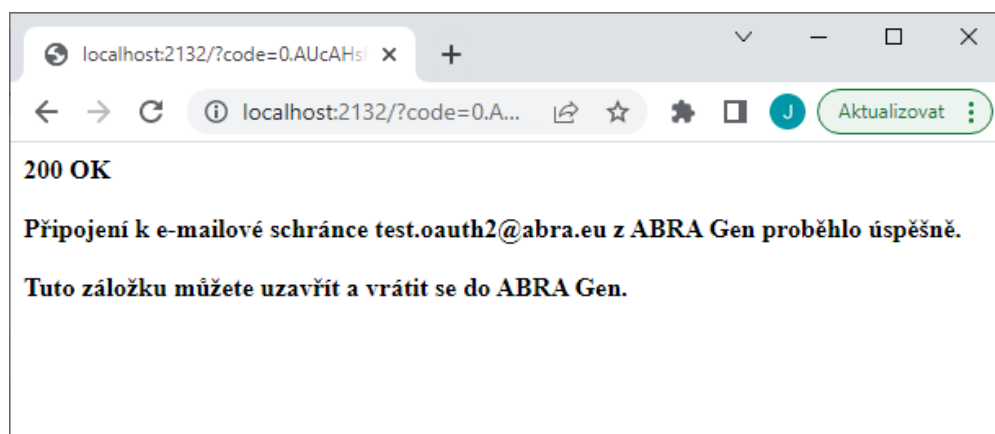 localhost:2132/?code=0.AUcAHsl
localhost:2132/?code=0.A...
J
Aktualizovat
200 OK
Připojení k e-mailové schránce test.oauth2@abra.eu z ABRA Gen proběhlo úspěšně.
Tuto záložku můžete uzavřít a vrátit se do ABRA Gen.